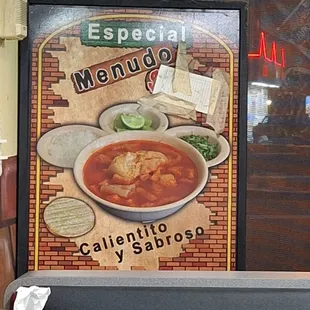 Especial
Menudo
Calientito
y Sabroso